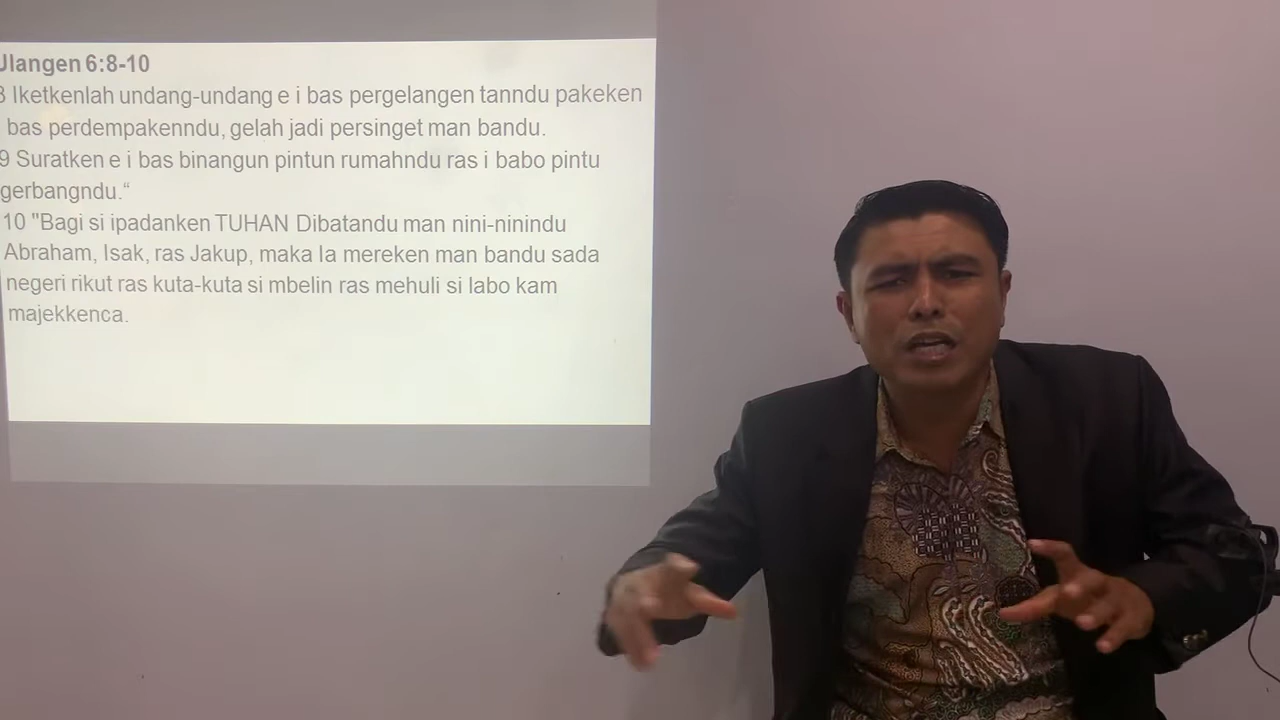 Ulangen 6:8-10
8 Iketkenlah undang-undang e i bas pergelangen tanndu pakeken
bas perdempakenndu, gelah jadi persinget man bandu.
9 Suratken e i bas binangun pintun rumahndu ras i babo pintu
gerbangndu.“
10 "Bagi si ipadanken TUHAN Dibatandu man nini-ninindu
Abraham, Isak, ras Jakup, maka Ia mereken man bandu sada
negeri rikut ras kuta-kuta si mbelin ras mehuli si labo kam
majekkenca.